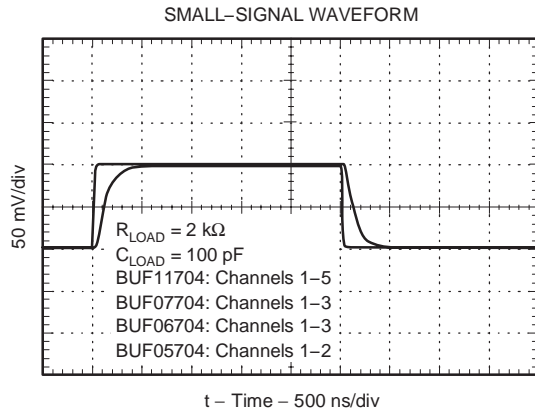 SMALL–SIGNAL WAVEFORM
50 mV/div
R_LOAD = 2 kΩ
C_LOAD = 100 pF
BUF11704: Channels 1–5
BUF07704: Channels 1–3
BUF06704: Channels 1–3
BUF05704: Channels 1–2
t – Time – 500 ns/div